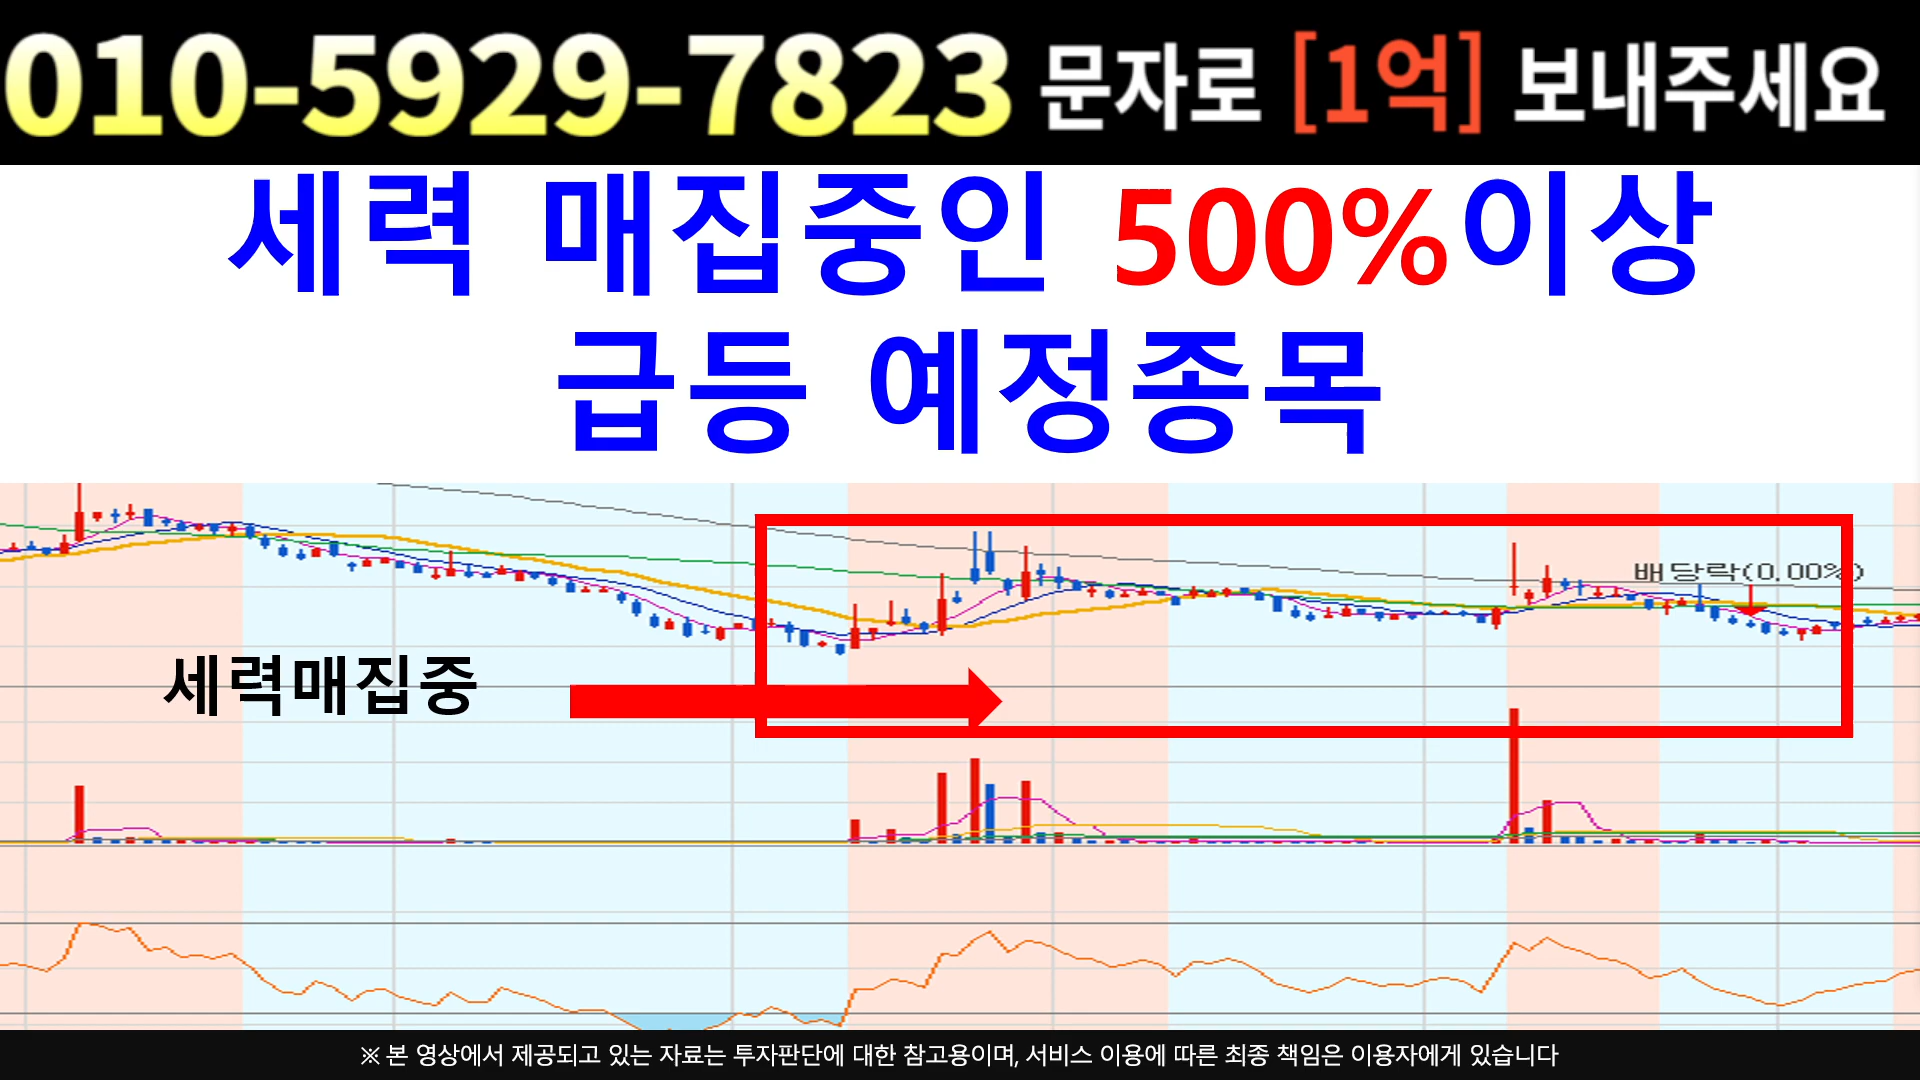 010-5929-7823 문자로 [1억] 보내주세요
세력 매집중인 500%이상
급등 예정종목
배당락(0.00%)
세력매집중
※ 본 영상에서 제공되고 있는 자료는 투자판단에 대한 참고용이며, 서비스 이용에 따른 최종 책임은 이용자에게 있습니다